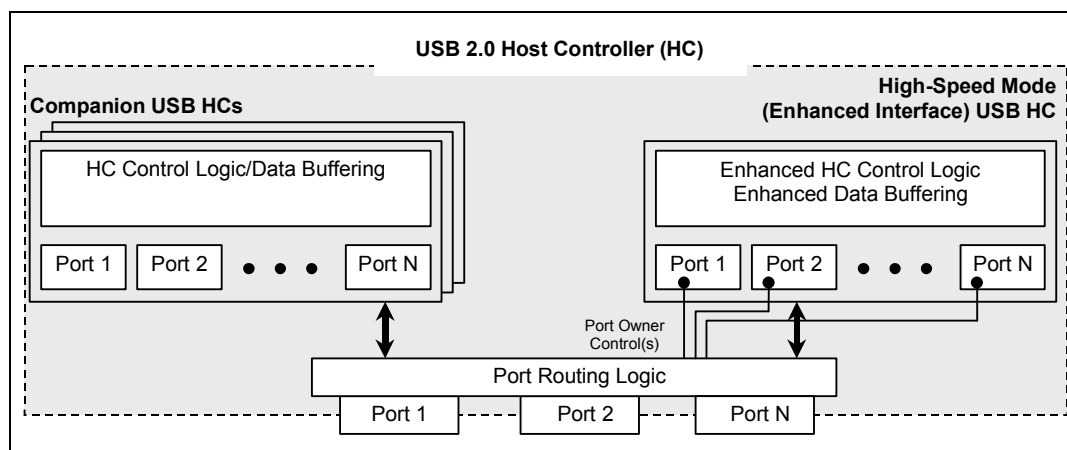 USB 2.0 Host Controller (HC)
Companion USB HCs
HC Control Logic/Data Buffering
Port 1
Port 2
Port N
High-Speed Mode
(Enhanced Interface) USB HC
Enhanced HC Control Logic
Enhanced Data Buffering
Port 1
Port 2
Port N
Port Owner
Control(s)
Port Routing Logic
Port 1
Port 2
Port N